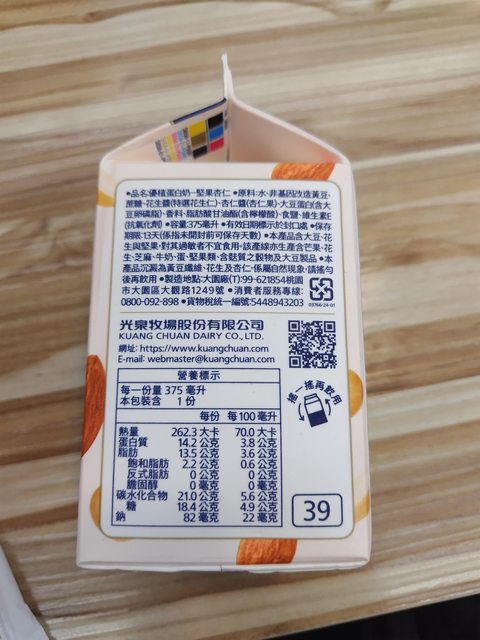 •品名:優植蛋白奶─堅果杏仁 •原料:水、非基因改造黃豆、
蔗糖、花生醬(特選花生仁)、杏仁醬(杏仁果)、大豆蛋白(含大
豆卵磷脂)、香料、脂肪酸甘油酯(含檸檬酸)、食鹽、維生素E
(抗氧化劑) •容量:375毫升 •有效日期標示於封口處 •保存
期限:13天(係指未開封前可保存天數) •本產品含大豆、花
生與堅果,對其過敏者不宜食用,該產線亦生產含芒果、花
生、芝麻、牛奶、蛋、堅果類、含麩質之穀物及大豆製品 •本
產品沉澱為黃豆纖維、花生及杏仁,係屬自然現象,請搖勻
後再飲用 •製造地點:大園廠(T):99-621854桃園
市大園區大觀路1249號 •消費者服務專線:
0800-092-898 •貨物稅統一編號:5448943203
03766-24-01
光泉牧場股份有限公司
KUANG CHUAN DAIRY CO., LTD.
網址: https://www.kuangchuan.com
E-mail: webmaster@kuangchuan.com
營養標示
每一份量 375 毫升
本包裝含 1 份
每份 每 100 毫升
熱量 262.3 大卡 70.0 大卡
蛋白質 14.2 公克 3.8 公克
脂肪 13.5 公克 3.6 公克
飽和脂肪 2.2 公克 0.6 公克
反式脂肪 0 公克 0 公克
膽固醇 0 毫克 0 毫克
碳水化合物 21.0 公克 5.6 公克
糖 18.4 公克 4.9 公克
鈉 82 毫克 22 毫克
搖一搖再飲用
39